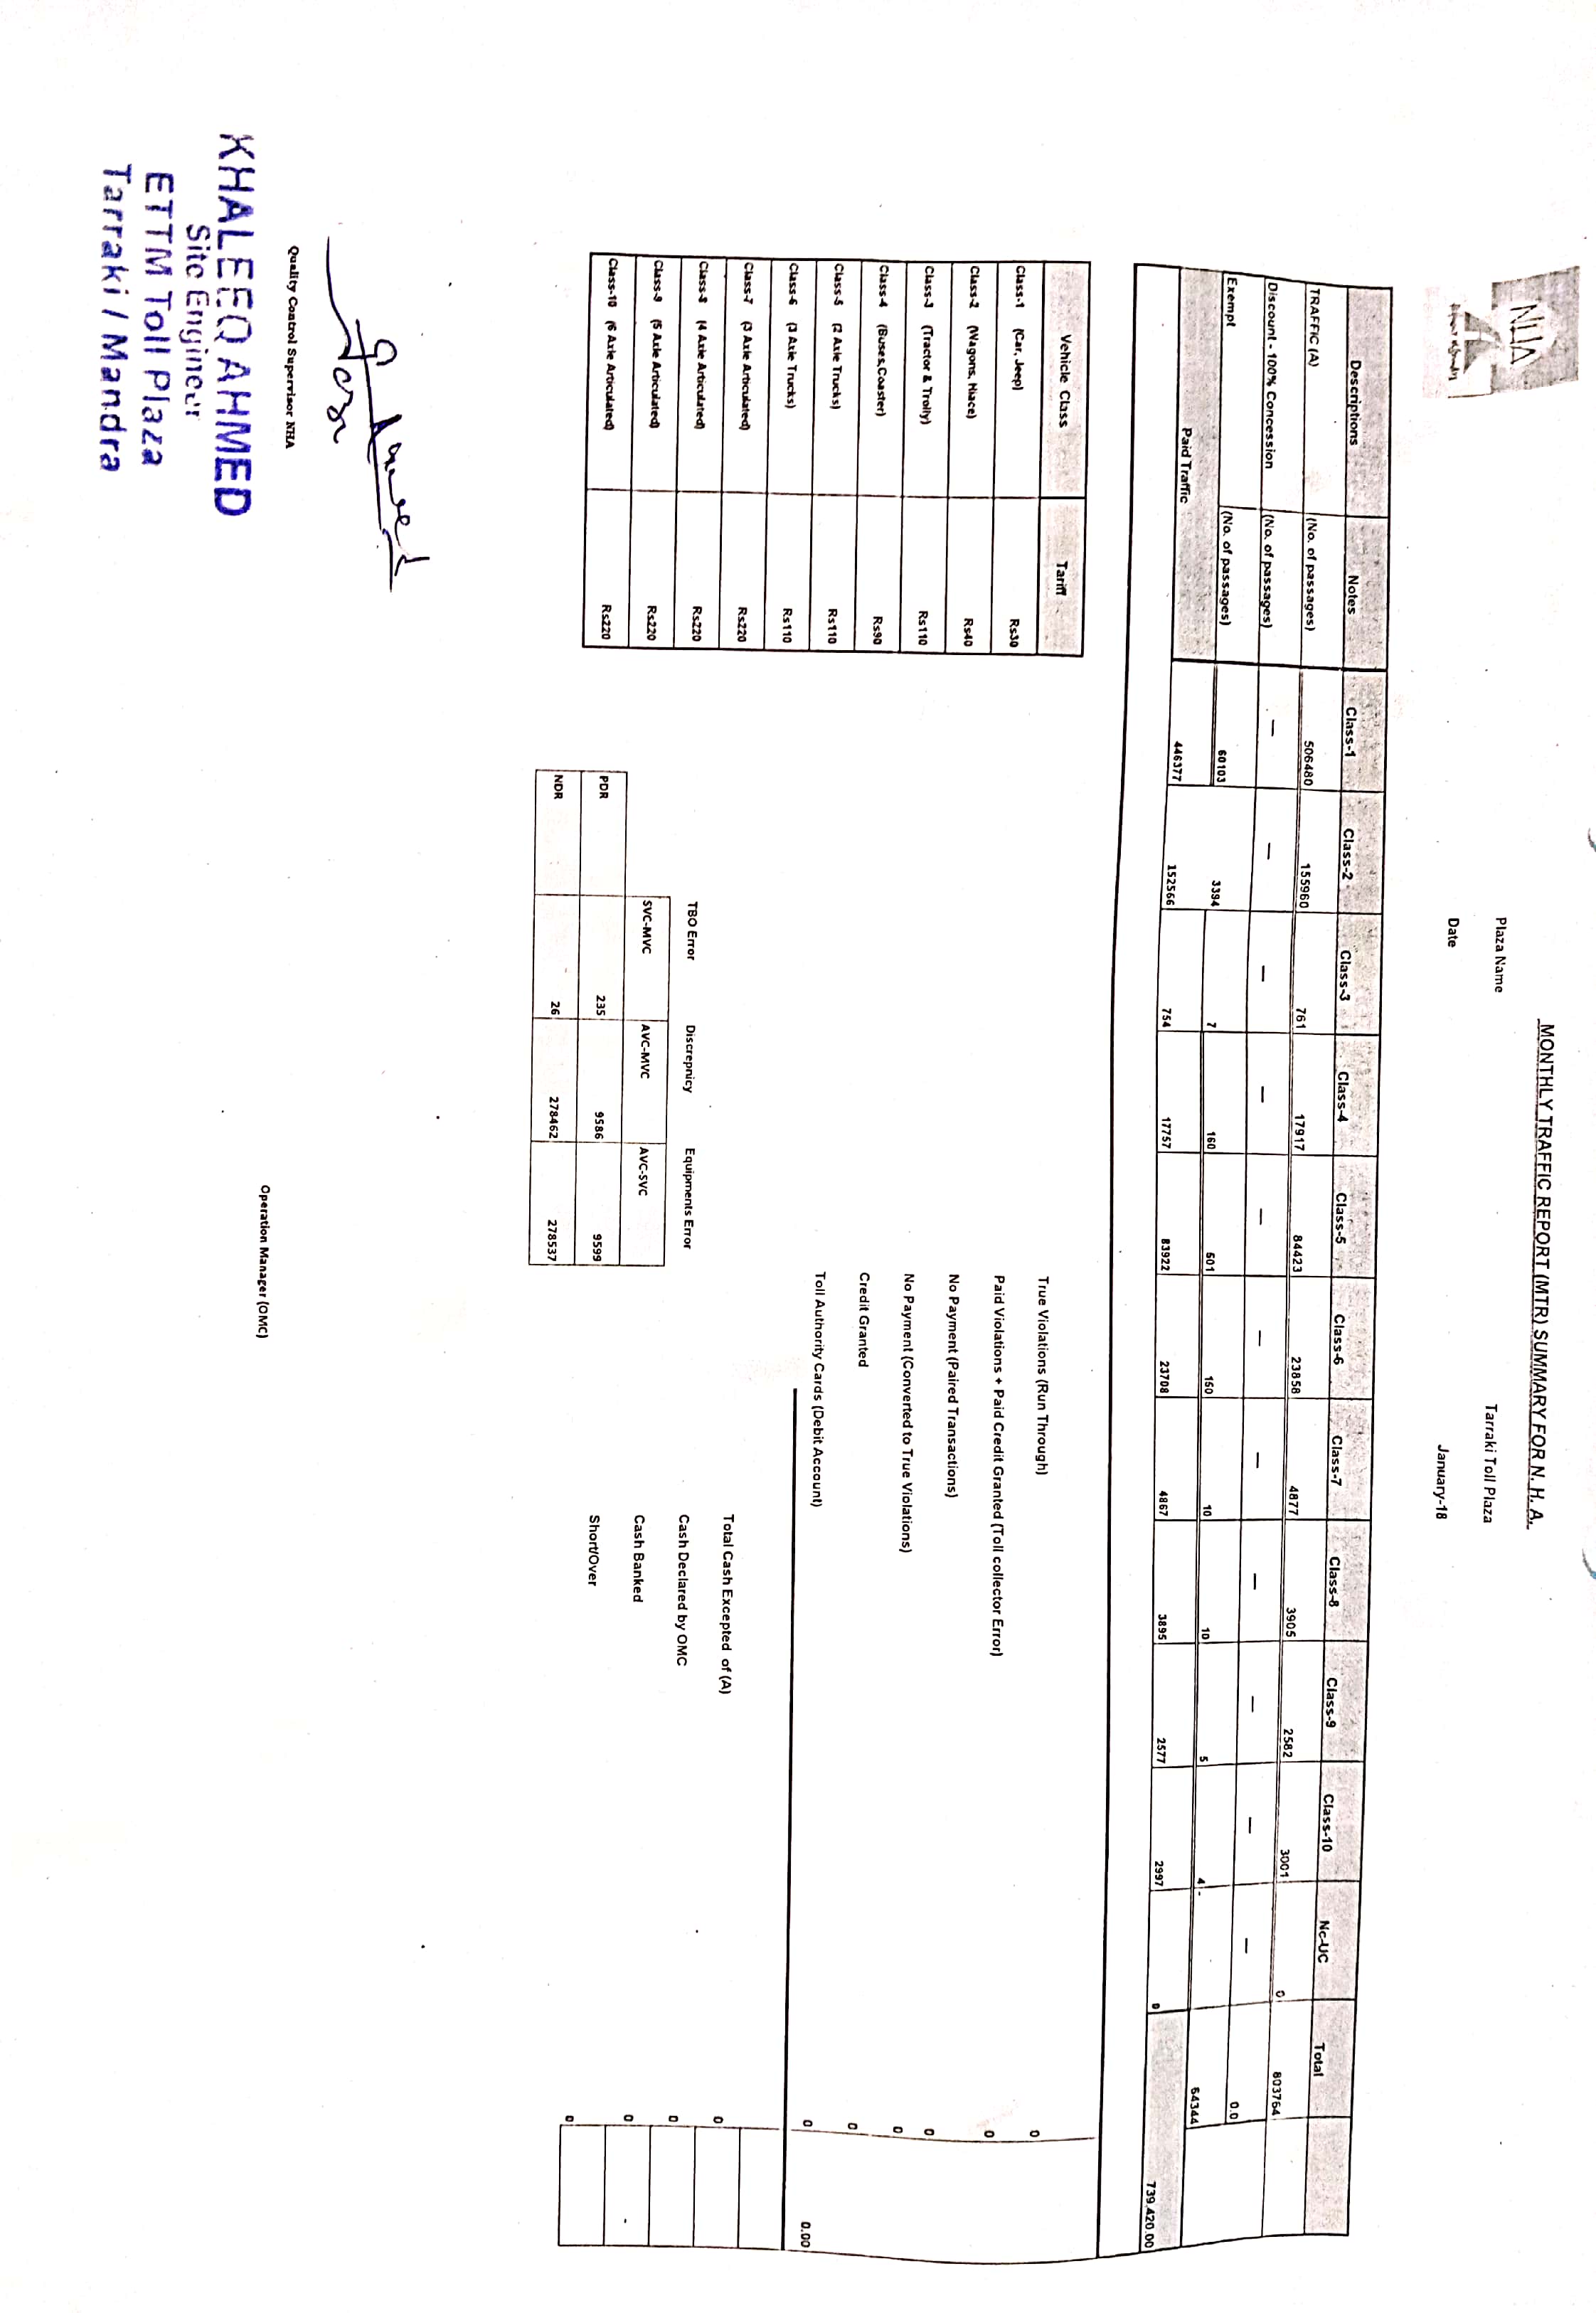 NHA
MONTHLY TRAFFIC REPORT (MTR) SUMMARY FOR N. H. A.
Plaza Name Tarraki Toll Plaza
Date January-18
Descriptions Notes Class-1 Class-2 Class-3 Class-4 Class-5 Class-6 Class-7 Class-8 Class-9 Class-10 Nc-UC Total
TRAFFIC (A) (No. of passages) 506480 155960 761 17917 84423 23858 4877 3905 2582 3001 0 803764
Discount - 100% Concession (No. of passages) — — — — — — — — — — — 0.0
Exempt (No. of passages) 60103 3394 7 160 501 150 10 10 5 4 - 64344
Paid Traffic 446377 152566 754 17757 83922 23708 4867 3895 2577 2997 0 739,420.00
Vehicle Class Tariff
Class-1 (Car, Jeep) Rs30
Class-2 (Wagons, Hiace) Rs40
Class-3 (Tractor & Trolly) Rs110
Class-4 (Buses,Coaster) Rs90
Class-5 (2 Axle Trucks) Rs110
Class-6 (3 Axle Trucks) Rs110
Class-7 (3 Axle Articulated) Rs220
Class-8 (4 Axle Articulated) Rs220
Class-9 (5 Axle Articulated) Rs220
Class-10 (6 Axle Articulated) Rs220
True Violations (Run Through) 0
Paid Violations + Paid Credit Granted (Toll collector Error) 0
No Payment (Paired Transactions) 0
No Payment (Converted to True Violations) 0
Credit Granted 0
Toll Authority Cards (Debit Account) 0 0.00
TBO Error Discrepnicy Equipments Error
SVC-MVC AVC-MVC AVC-SVC
PDR 235 9586 9599
NDR 26 278462 278537
Total Cash Excepted of (A) 0
Cash Declared by OMC 0
Cash Banked 0 -
Short/Over 0
Quality Control Supervisor NHA
Operation Manager (OMC)
KHALEEQ AHMED
Site Engineer
ETTM Toll Plaza
Tarraki / Mandra